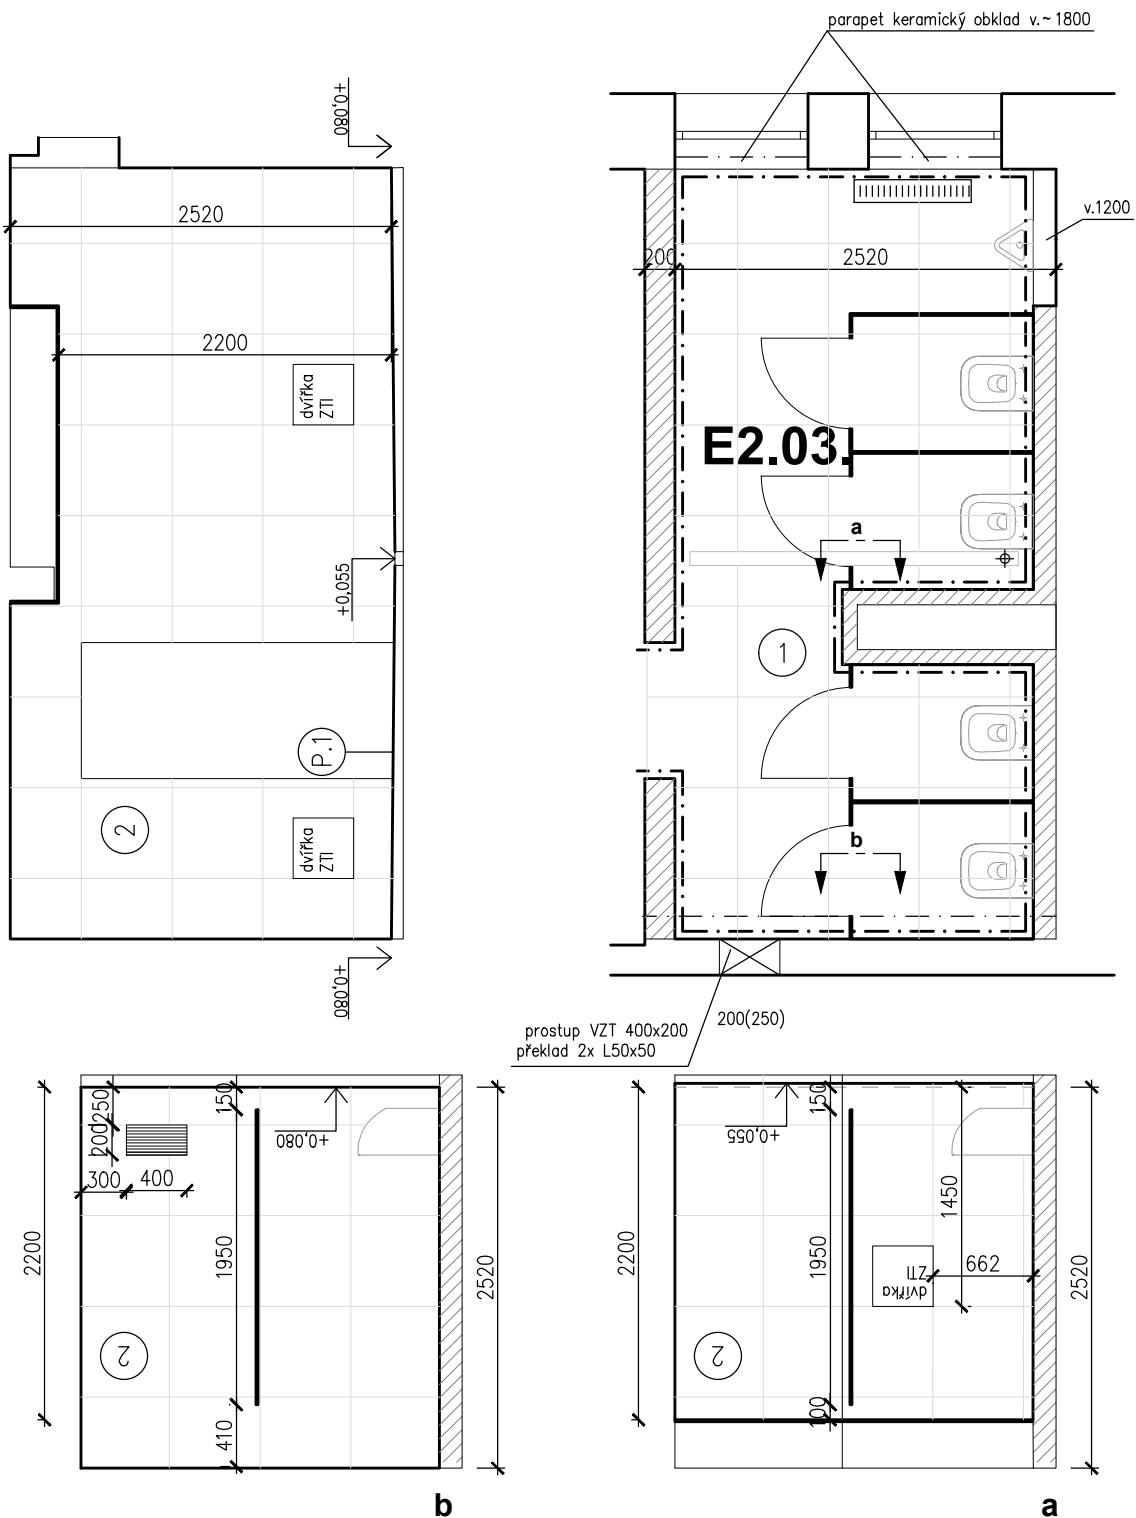 parapet keramický obklad v.~1800
+0,080
2520
v.1200
200
2520
2200
dvířka
ZTI
E2.03.
a
+0,055
1
P.1
2
dvířka
ZTI
b
+0,080
prostup VZT 400x200
překlad 2x L50x50
200(250)
250
200
300
400
150
+0,080
2200
1950
2520
2
410
b
150
+0,055
1450
2200
1950
662
dvířka
ZTI
2520
2
100
a